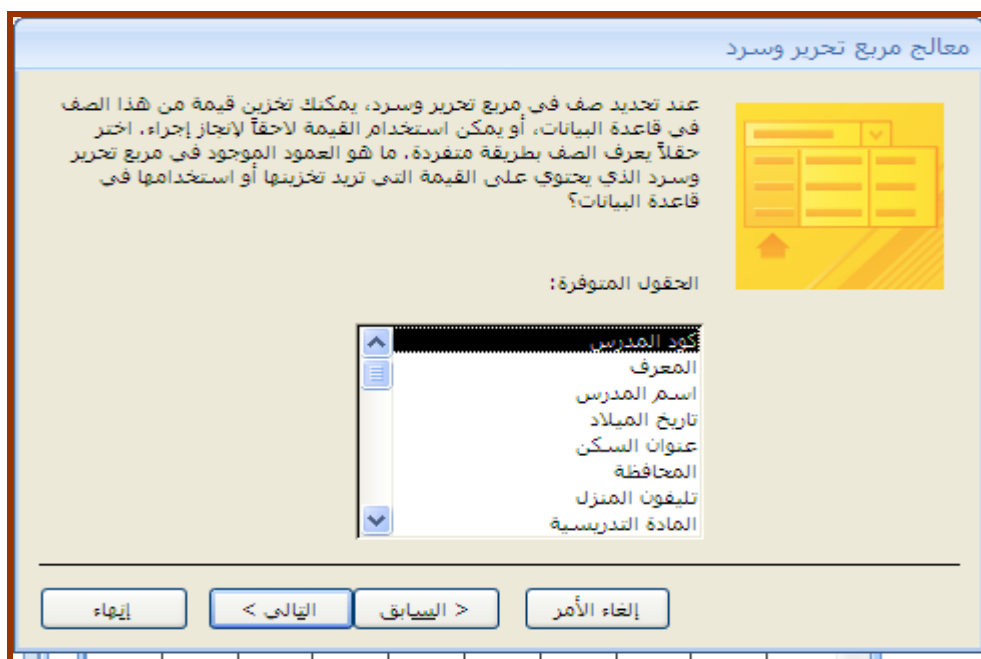 معالج مربع تحرير وسرد
عند تحديد صف في مربع تحرير وسرد، يمكنك تخزين قيمة من هذا الصف
في قاعدة البيانات، أو يمكن استخدام القيمة لاحقاً لإنجاز إجراء. اختر
حقلاً يعرف الصف بطريقة متفردة. ما هو العمود الموجود في مربع تحرير
وسرد الذي يحتوي على القيمة التي تريد تخزينها أو استخدامها في
قاعدة البيانات؟
الحقول المتوفرة:
كود المدرس
المعرف
اسم المدرس
تاريخ الميلاد
عنوان السكن
المحافظة
تليفون المنزل
المادة التدريسية
إلغاء الأمر
< السابق
التالي >
إنهاء